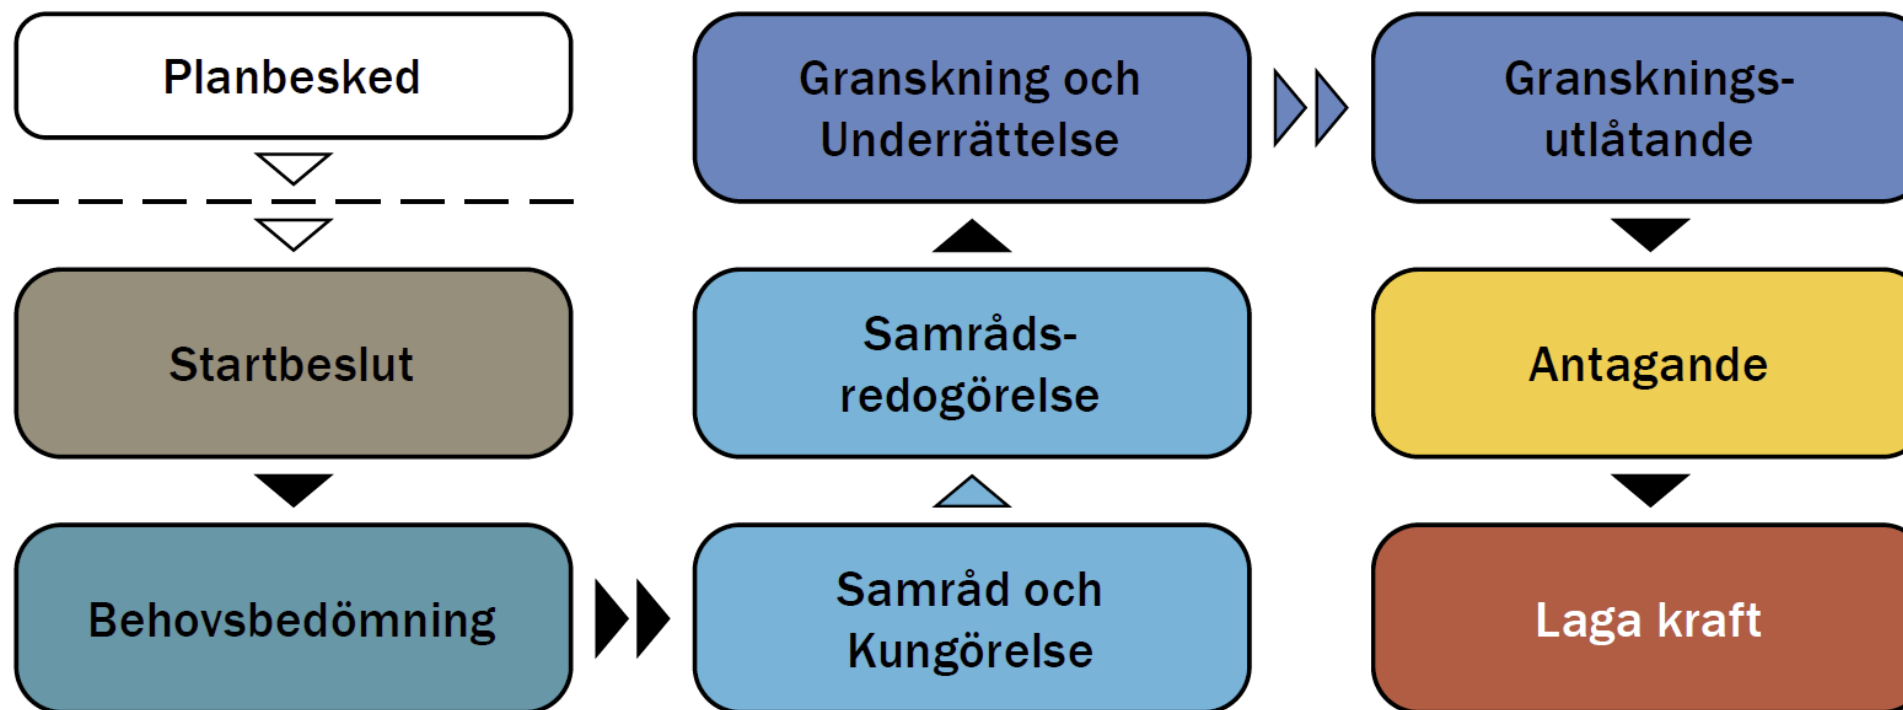 Planbesked
Startbeslut
Behovsbedömning
Samråd och
Kungörelse
Samråds-
redogörelse
Granskning och
Underrättelse
Gransknings-
utlåtande
Antagande
Laga kraft